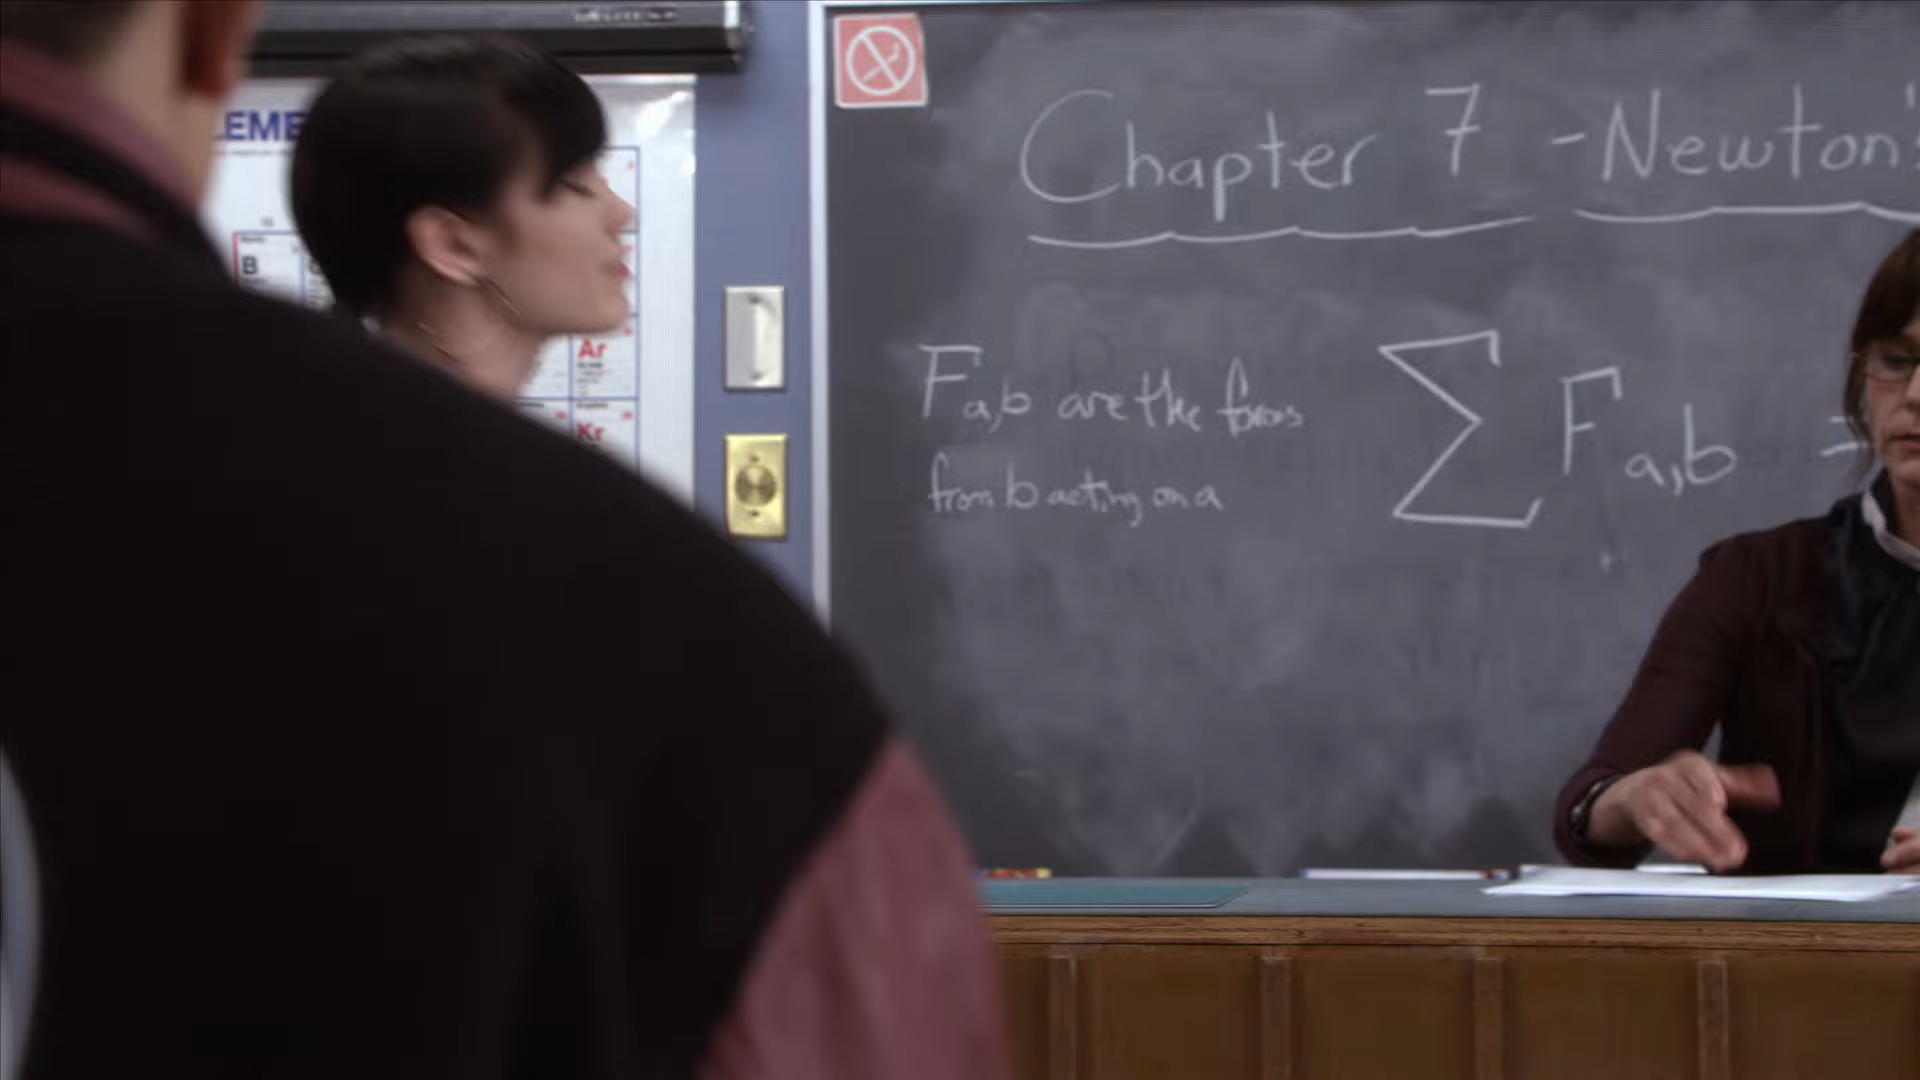 LEME
B
Ar
Kr
Chapter 7 - Newton's
Fa,b are the forces
from b acting on a
∑ Fa,b =